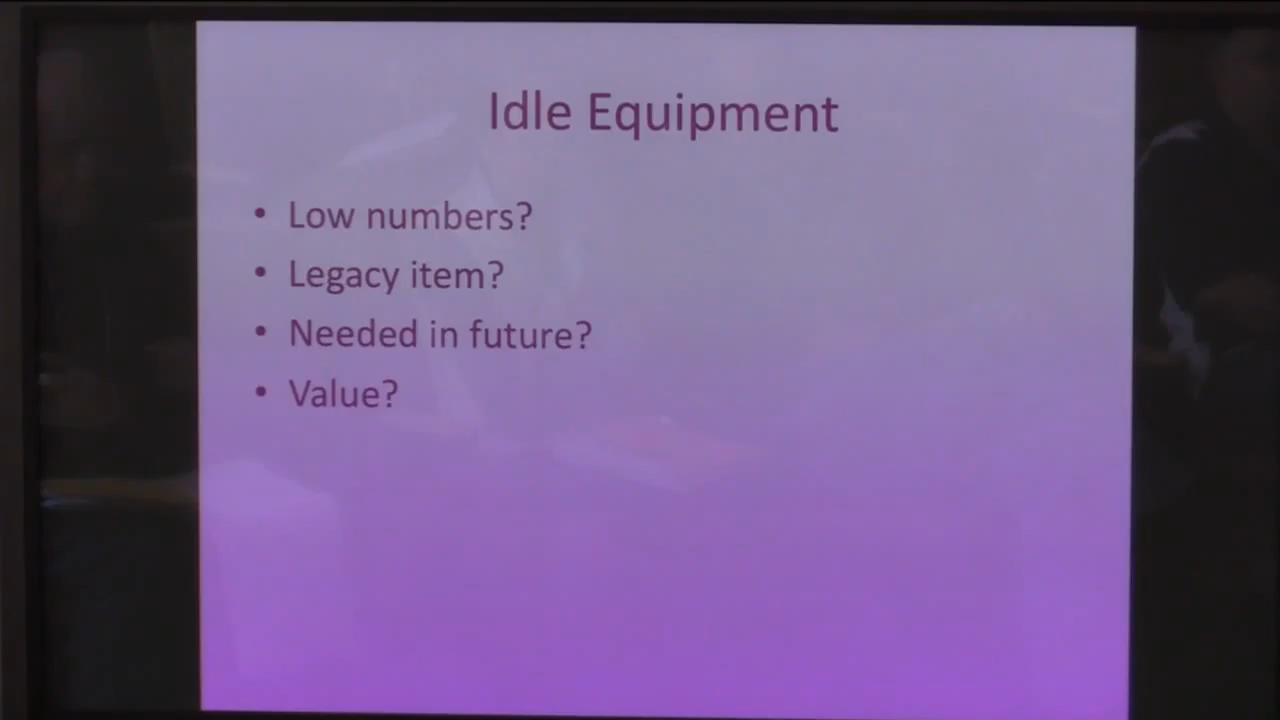 Idle Equipment
• Low numbers?
• Legacy item?
• Needed in future?
• Value?